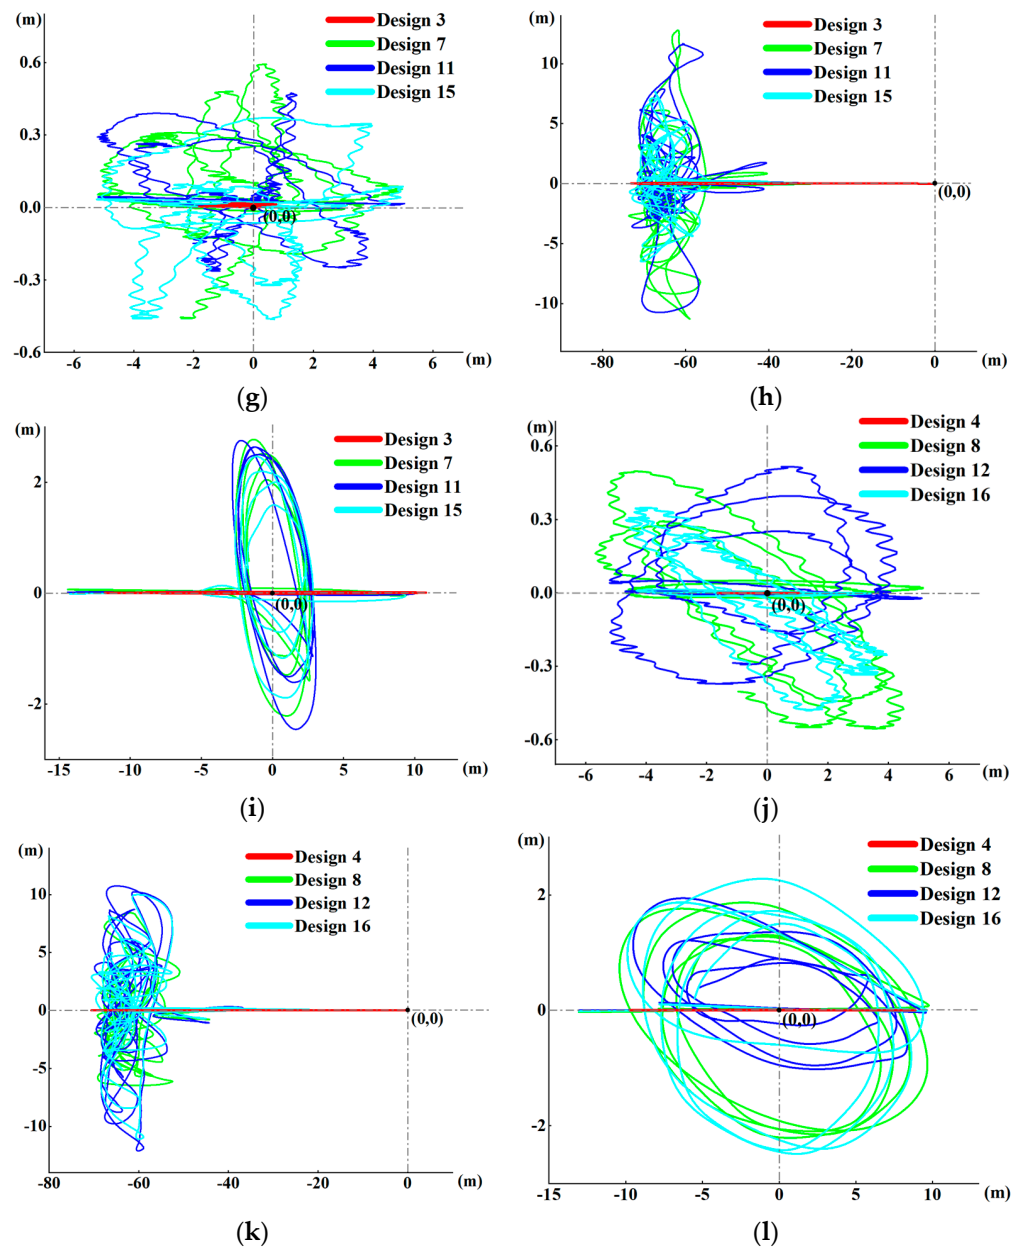 (m)
Design 3
Design 7
Design 11
Design 15
0.6
0.3
0.0
-0.3
-0.6
(0,0)
-6
-4
-2
0
2
4
6
(m)
(g)
(h)
Design 3
Design 7
Design 11
Design 15
10
5
0
-5
-10
(0,0)
-80
-60
-40
-20
0
(m)
(h)
(m)
Design 3
Design 7
Design 11
Design 15
2
0
-2
(0,0)
-15
-10
-5
0
5
10
(m)
(i)
(m)
Design 4
Design 8
Design 12
Design 16
0.6
0.3
0.0
-0.3
-0.6
(0,0)
-6
-4
-2
0
2
4
6
(m)
(j)
(m)
Design 4
Design 8
Design 12
Design 16
10
5
0
-5
-10
(0,0)
-80
-60
-40
-20
0
(m)
(k)
(m)
Design 4
Design 8
Design 12
Design 16
2
0
-2
(0,0)
-15
-10
-5
0
5
10
(m)
(l)